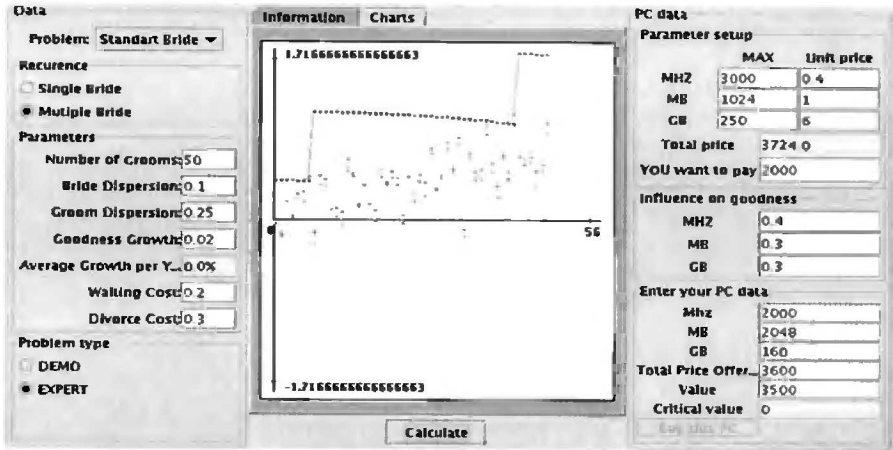 Data
Problem: Standart Bride
Recurence
Single Bride
Mutiple Bride
Parameters
Number of Grooms: 50
Bride Dispersion: 0.1
Groom Dispersion: 0.25
Goodness Growth: 0.02
Average Growth per Y... 0.0%
Waiting Cost: 0.2
Divorce Cost: 0.3
Problem type
DEMO
EXPERT
Information Charts
1.7166666666666663
56
-1.7166666666666663
Calculate
PC data
Parameter setup
MAX Unit price
MHZ 3000 0.4
MB 1024 1
GB 250 6
Total price 3724.0
YOU want to pay 2000
Influence on goodness
MHZ 0.4
MB 0.3
GB 0.3
Enter your PC data
Mhz 2000
MB 2048
GB 160
Total Price Offer... 3600
Value 3500
Critical value 0
Buy this PC